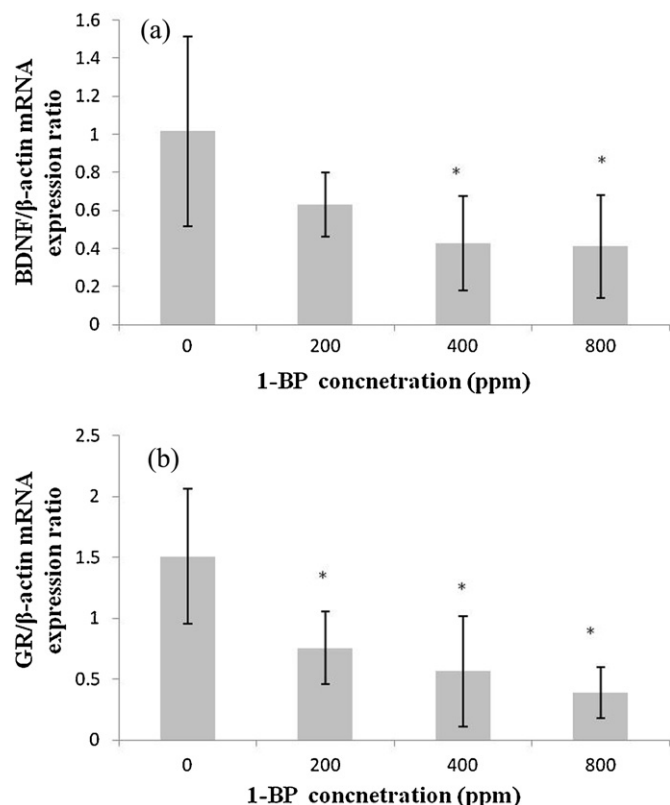 (a)
BDNF/β-actin mRNA
expression ratio
1.6
1.4
1.2
1
0.8
0.6
0.4
0.2
0
*
*
0 200 400 800
1-BP concnetration (ppm)
(b)
GR/β-actin mRNA
expression ratio
2.5
2
1.5
1
0.5
0
*
*
*
0 200 400 800
1-BP concnetration (ppm)